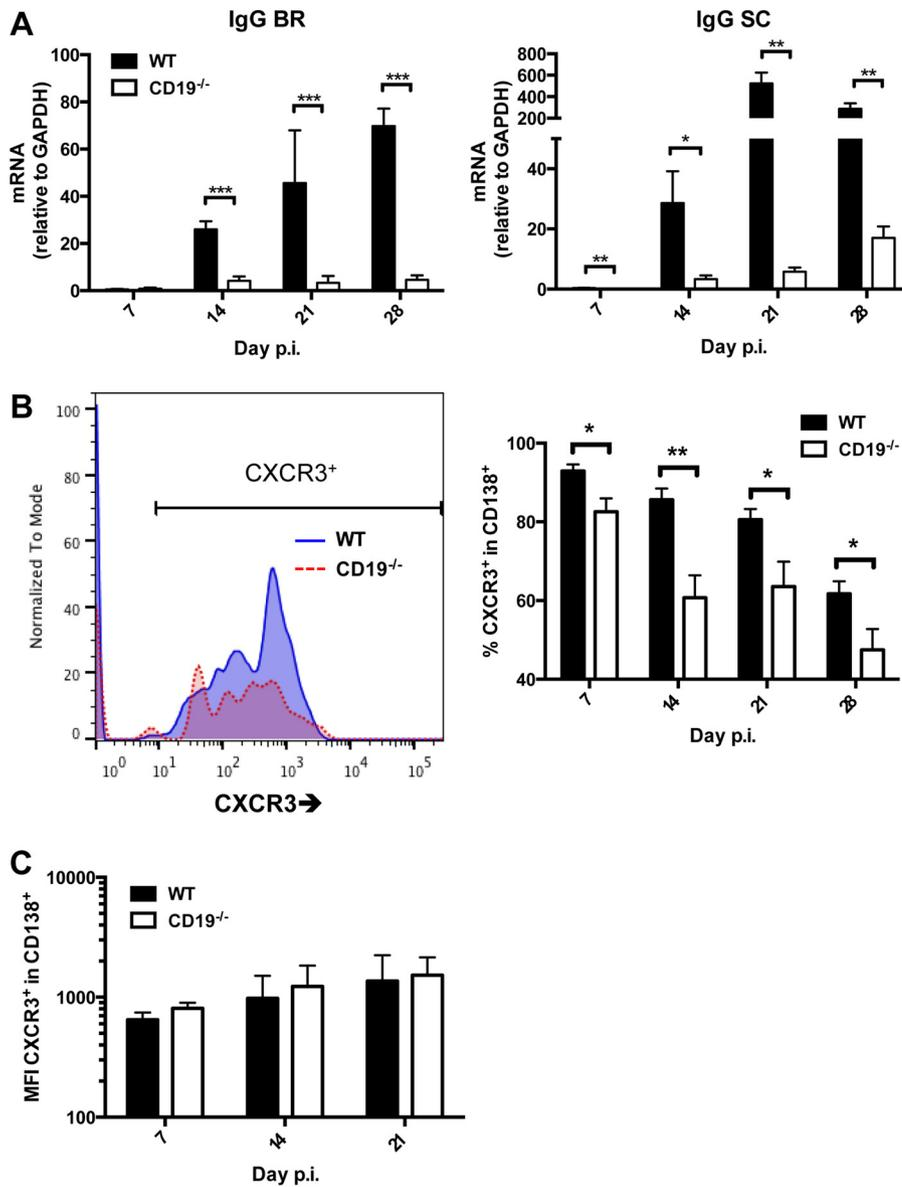 A
IgG BR
mRNA
(relative to GAPDH)
100
80
60
40
20
0
WT
CD19-/-
***
***
***
7
14
21
28
Day p.i.
IgG SC
mRNA
(relative to GAPDH)
800
600
400
200
40
20
0
**
*
**
**
7
14
21
28
Day p.i.
B
Normalized To Mode
100
80
60
40
20
0
CXCR3+
WT
CD19-/-
10^0
10^1
10^2
10^3
10^4
10^5
CXCR3➔
WT
CD19-/-
% CXCR3+ in CD138+
100
80
60
40
*
**
*
*
7
14
21
28
Day p.i.
C
MFI CXCR3+ in CD138+
10000
1000
100
WT
CD19-/-
7
14
21
Day p.i.